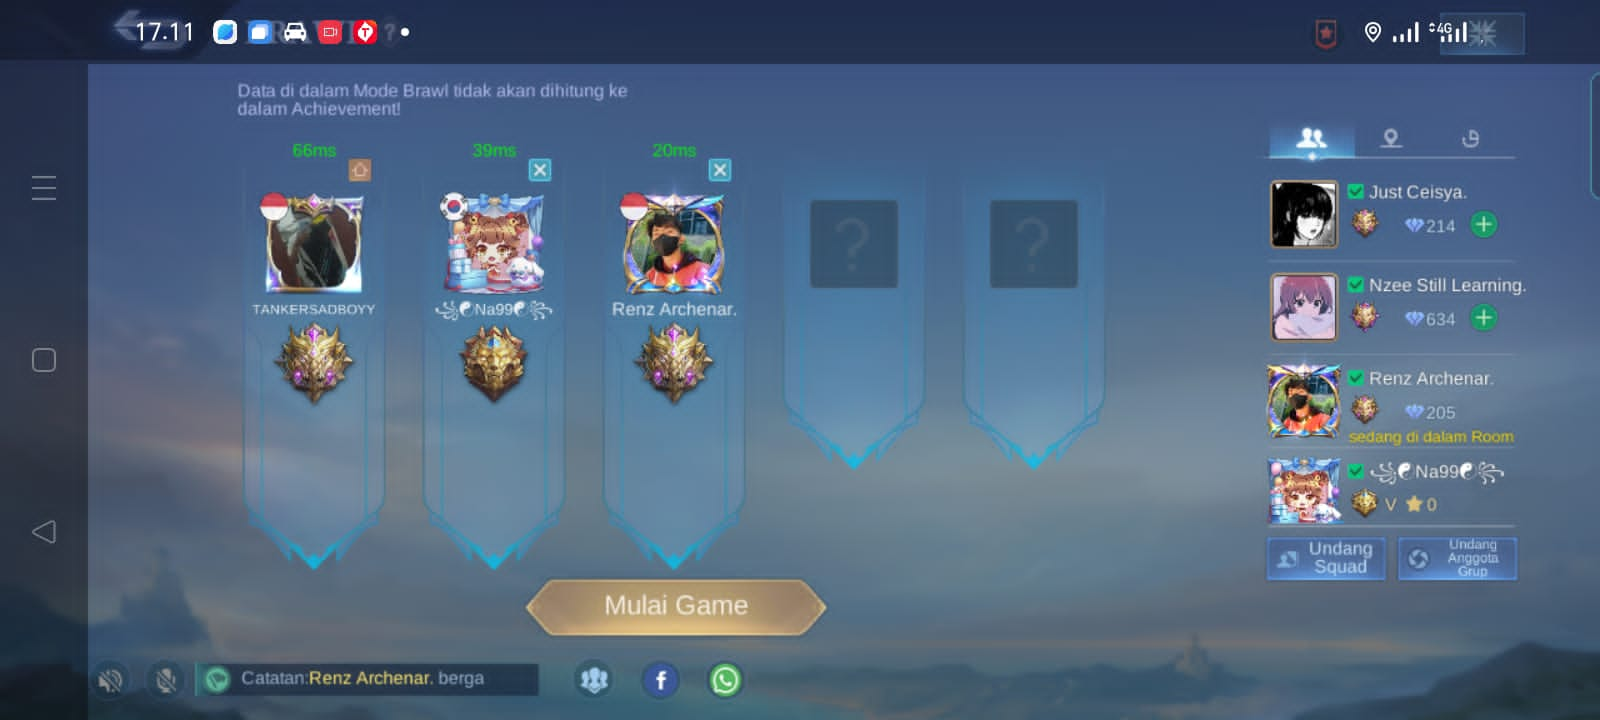 17.11
4G
Data di dalam Mode Brawl tidak akan dihitung ke
dalam Achievement!
66ms
39ms
20ms
TANKERSADBOYY
꧁☯Na99☯꧂
Renz Archenar.
?
?
Mulai Game
Catatan:Renz Archenar. berga
Just Ceisya.
214
Nzee Still Learning.
634
Renz Archenar.
205
sedang di dalam Room
꧁☯Na99☯꧂
V ★0
Undang
Squad
Undang
Anggota
Grup